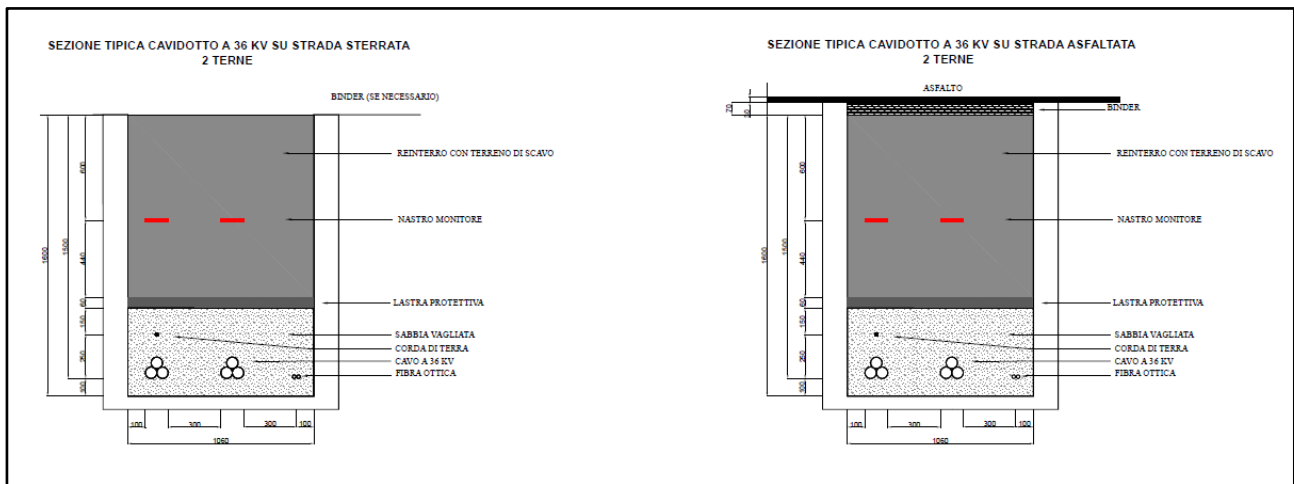 SEZIONE TIPICA CAVIDOTTO A 36 KV SU STRADA STERRATA
2 TERNE
BINDER (SE NECESSARIO)
REINTERRO CON TERRENO DI SCAVO
NASTRO MONITORE
LASTRA PROTETTIVA
SABBIA VAGLIATA
CORDA DI TERRA
CAVO A 36 KV
FIBRA OTTICA
1600
1500
600
440
60
150
250
100
100
300
300
100
1060
SEZIONE TIPICA CAVIDOTTO A 36 KV SU STRADA ASFALTATA
2 TERNE
ASFALTO
BINDER
REINTERRO CON TERRENO DI SCAVO
NASTRO MONITORE
LASTRA PROTETTIVA
SABBIA VAGLIATA
CORDA DI TERRA
CAVO A 36 KV
FIBRA OTTICA
70
30
1600
1500
600
440
60
150
250
100
100
300
300
100
1060